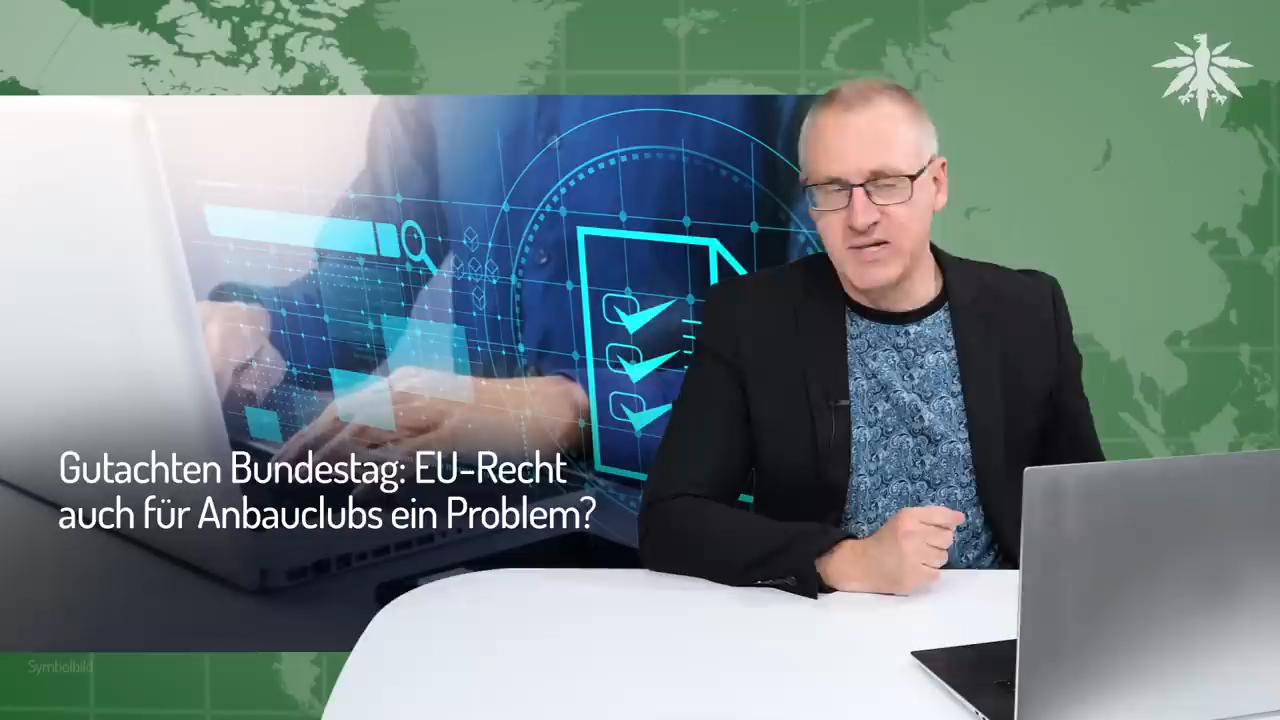 Gutachten Bundestag: EU-Recht
auch für Anbauclubs ein Problem?
Symbolbild